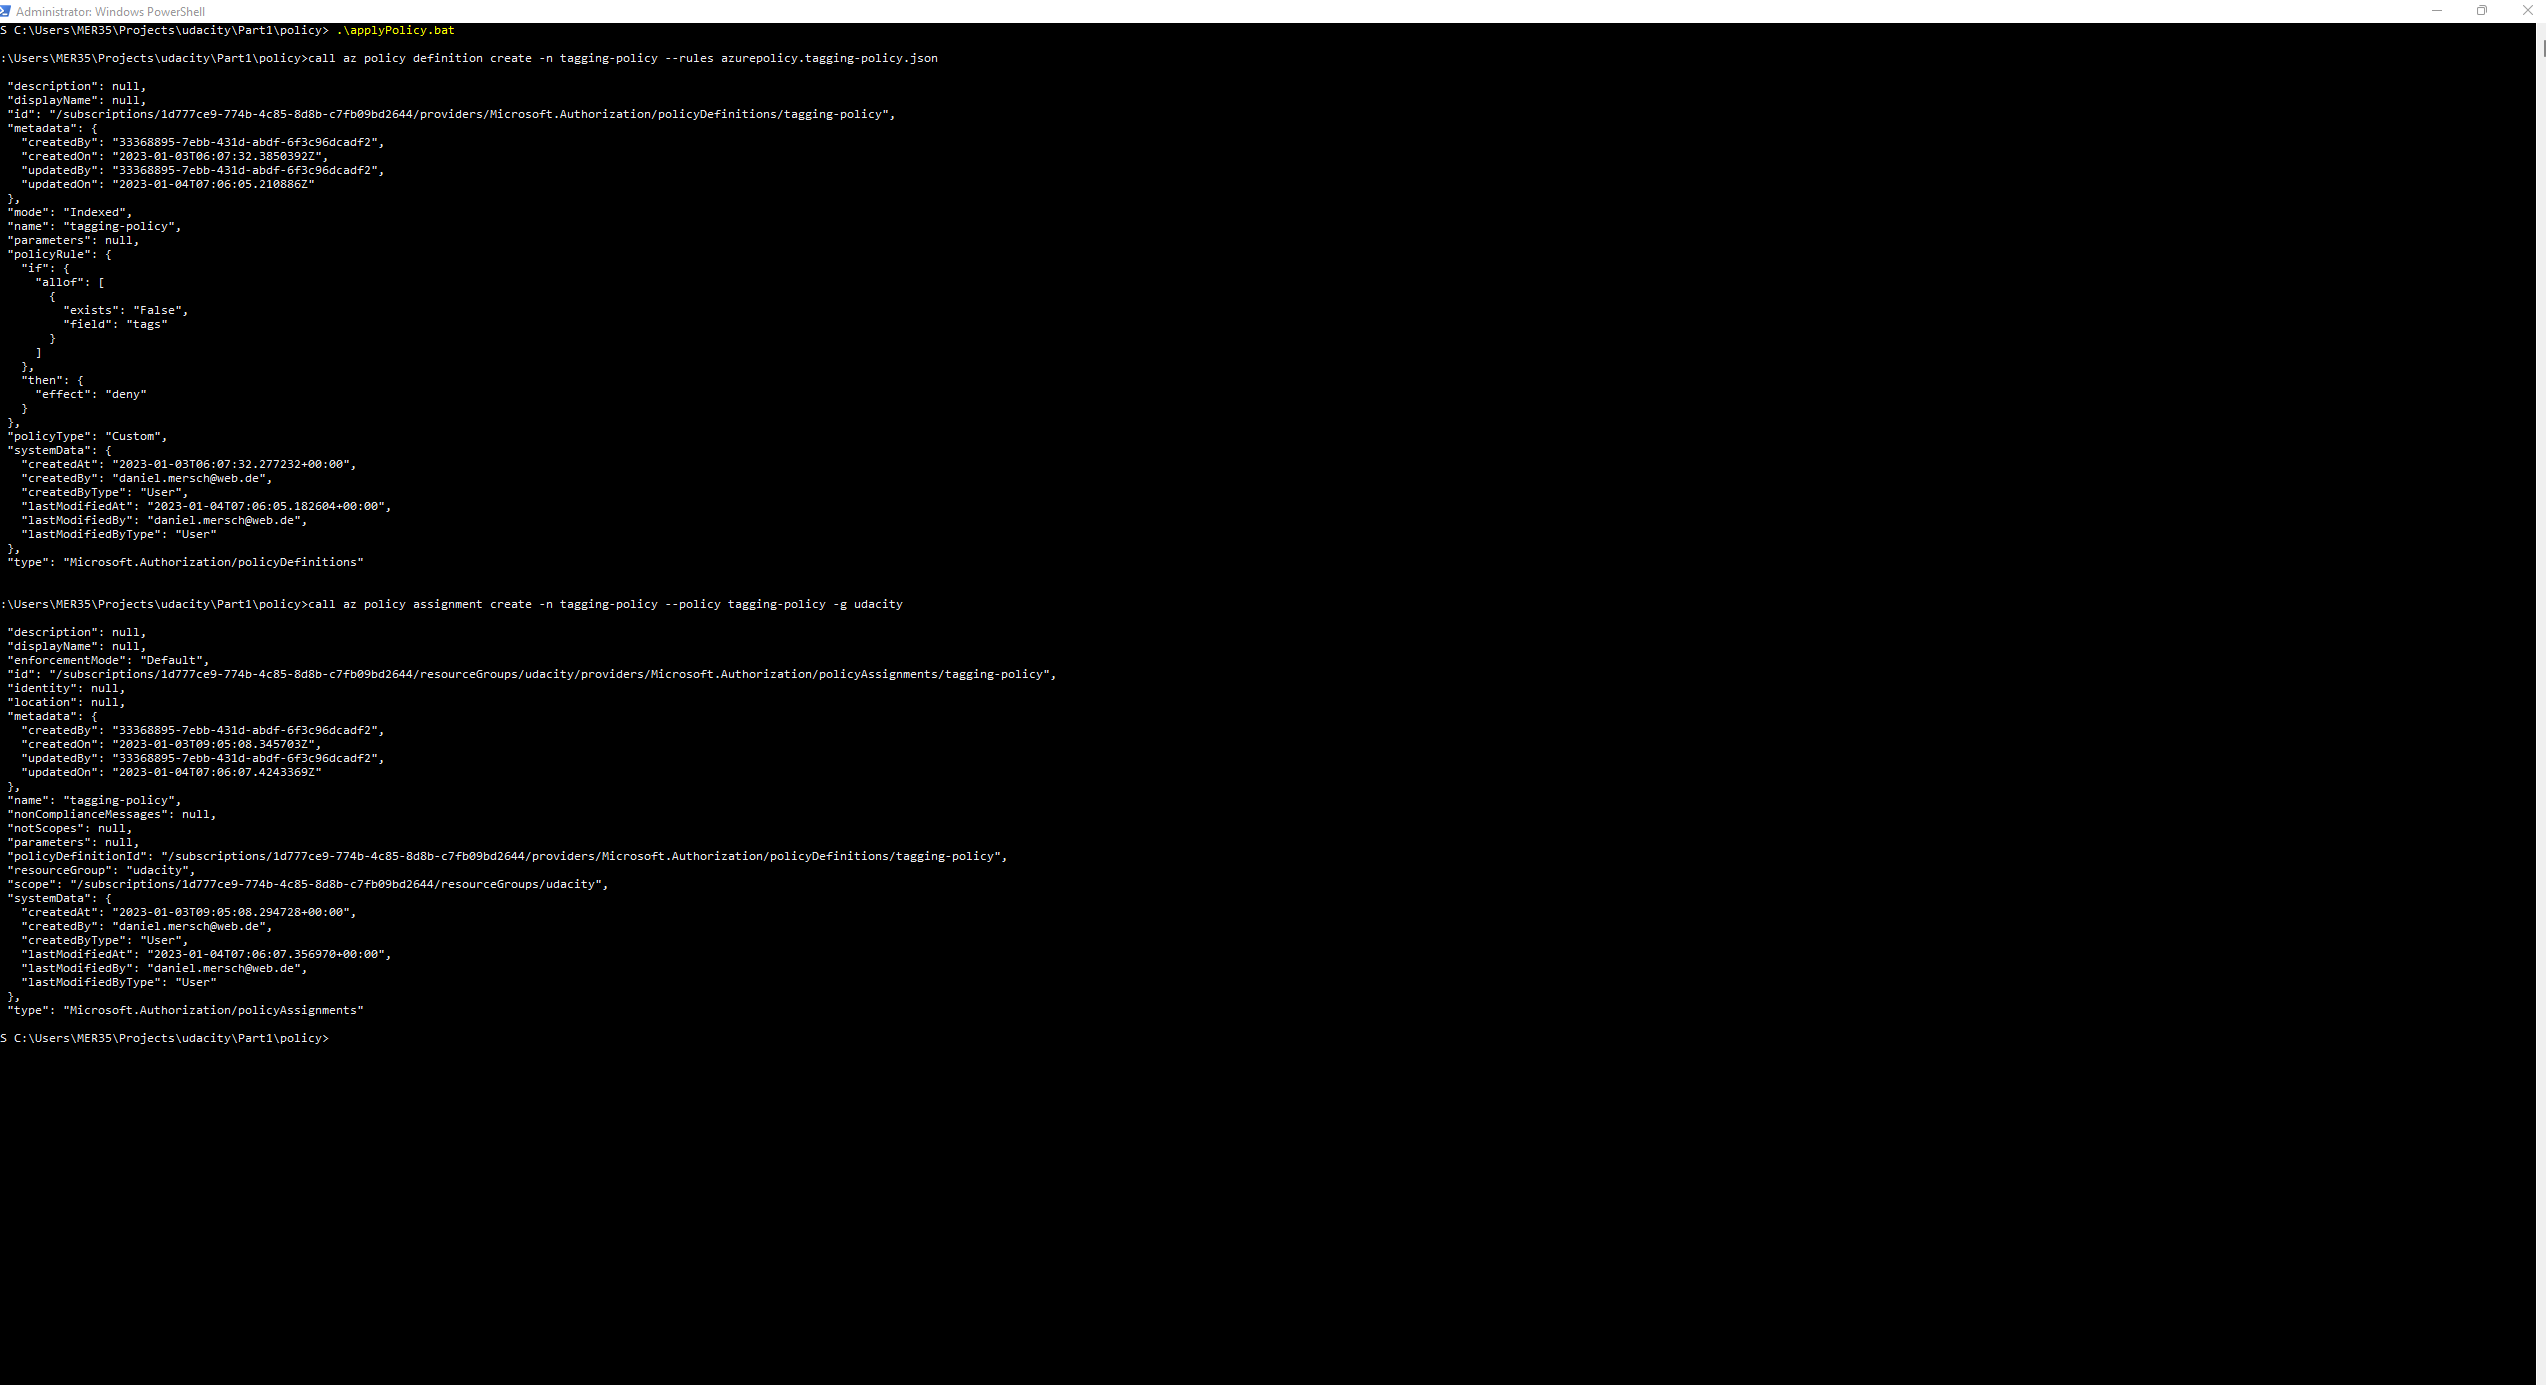 Administrator: Windows PowerShell
S C:\Users\MER35\Projects\udacity\Part1\policy> .\applyPolicy.bat
:\Users\MER35\Projects\udacity\Part1\policy>call az policy definition create -n tagging-policy --rules azurepolicy.tagging-policy.json
"description": null,
"displayName": null,
"id": "/subscriptions/1d777ce9-774b-4c85-8d8b-c7fb09bd2644/providers/Microsoft.Authorization/policyDefinitions/tagging-policy",
"metadata": {
"createdBy": "33368895-7ebb-431d-abdf-6f3c96dcadf2",
"createdOn": "2023-01-03T06:07:32.3850392Z",
"updatedBy": "33368895-7ebb-431d-abdf-6f3c96dcadf2",
"updatedOn": "2023-01-04T07:06:05.210886Z"
},
"mode": "Indexed",
"name": "tagging-policy",
"parameters": null,
"policyRule": {
"if": {
"allof": [
{
"exists": "False",
"field": "tags"
}
]
},
"then": {
"effect": "deny"
}
},
"policyType": "Custom",
"systemData": {
"createdAt": "2023-01-03T06:07:32.277232+00:00",
"createdBy": "daniel.mersch@web.de",
"createdByType": "User",
"lastModifiedAt": "2023-01-04T07:06:05.182604+00:00",
"lastModifiedBy": "daniel.mersch@web.de",
"lastModifiedByType": "User"
},
"type": "Microsoft.Authorization/policyDefinitions"
:\Users\MER35\Projects\udacity\Part1\policy>call az policy assignment create -n tagging-policy --policy tagging-policy -g udacity
"description": null,
"displayName": null,
"enforcementMode": "Default",
"id": "/subscriptions/1d777ce9-774b-4c85-8d8b-c7fb09bd2644/resourceGroups/udacity/providers/Microsoft.Authorization/policyAssignments/tagging-policy",
"identity": null,
"location": null,
"metadata": {
"createdBy": "33368895-7ebb-431d-abdf-6f3c96dcadf2",
"createdOn": "2023-01-03T09:05:08.345703Z",
"updatedBy": "33368895-7ebb-431d-abdf-6f3c96dcadf2",
"updatedOn": "2023-01-04T07:06:07.4243369Z"
},
"name": "tagging-policy",
"nonComplianceMessages": null,
"notScopes": null,
"parameters": null,
"policyDefinitionId": "/subscriptions/1d777ce9-774b-4c85-8d8b-c7fb09bd2644/providers/Microsoft.Authorization/policyDefinitions/tagging-policy",
"resourceGroup": "udacity",
"scope": "/subscriptions/1d777ce9-774b-4c85-8d8b-c7fb09bd2644/resourceGroups/udacity",
"systemData": {
"createdAt": "2023-01-03T09:05:08.294728+00:00",
"createdBy": "daniel.mersch@web.de",
"createdByType": "User",
"lastModifiedAt": "2023-01-04T07:06:07.356970+00:00",
"lastModifiedBy": "daniel.mersch@web.de",
"lastModifiedByType": "User"
},
"type": "Microsoft.Authorization/policyAssignments"
S C:\Users\MER35\Projects\udacity\Part1\policy>